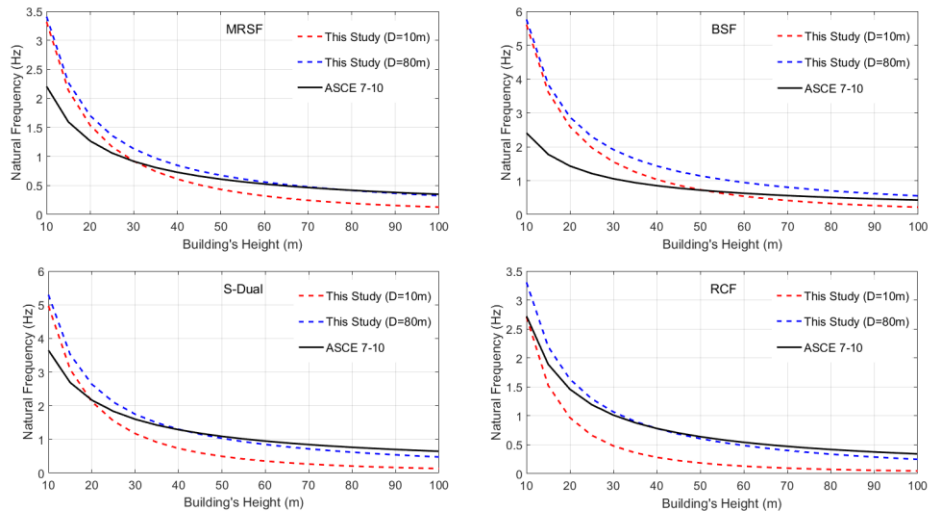 MRSF
Natural Frequency (Hz)
3.5
3
2.5
2
1.5
1
0.5
0
This Study (D=10m)
This Study (D=80m)
ASCE 7-10
10 20 30 40 50 60 70 80 90 100
Building's Height (m)
BSF
Natural Frequency (Hz)
6
5
4
3
2
1
0
This Study (D=10m)
This Study (D=80m)
ASCE 7-10
10 20 30 40 50 60 70 80 90 100
Building's Height (m)
S-Dual
Natural Frequency (Hz)
6
5
4
3
2
1
0
This Study (D=10m)
This Study (D=80m)
ASCE 7-10
10 20 30 40 50 60 70 80 90 100
Building's Height (m)
RCF
Natural Frequency (Hz)
3.5
3
2.5
2
1.5
1
0.5
0
This Study (D=10m)
This Study (D=80m)
ASCE 7-10
10 20 30 40 50 60 70 80 90 100
Building's Height (m)